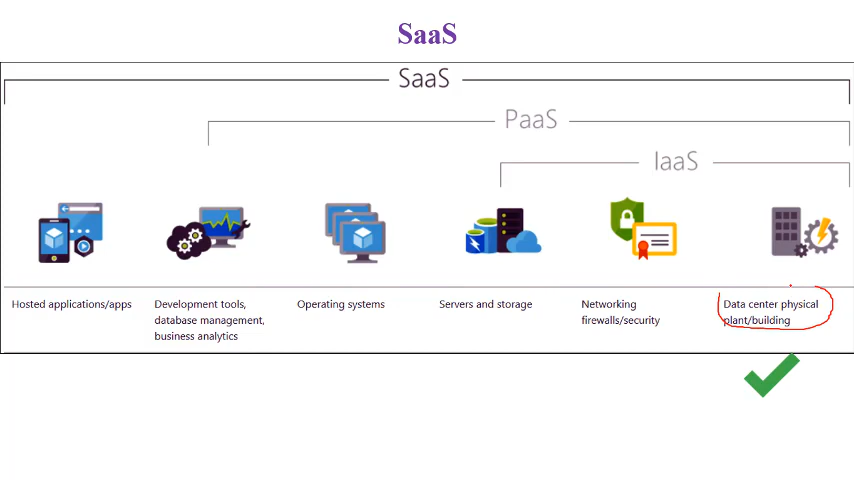 SaaS
SaaS
PaaS
IaaS
Hosted applications/apps
Development tools,
database management,
business analytics
Operating systems
Servers and storage
Networking
firewalls/security
Data center physical
plant/building